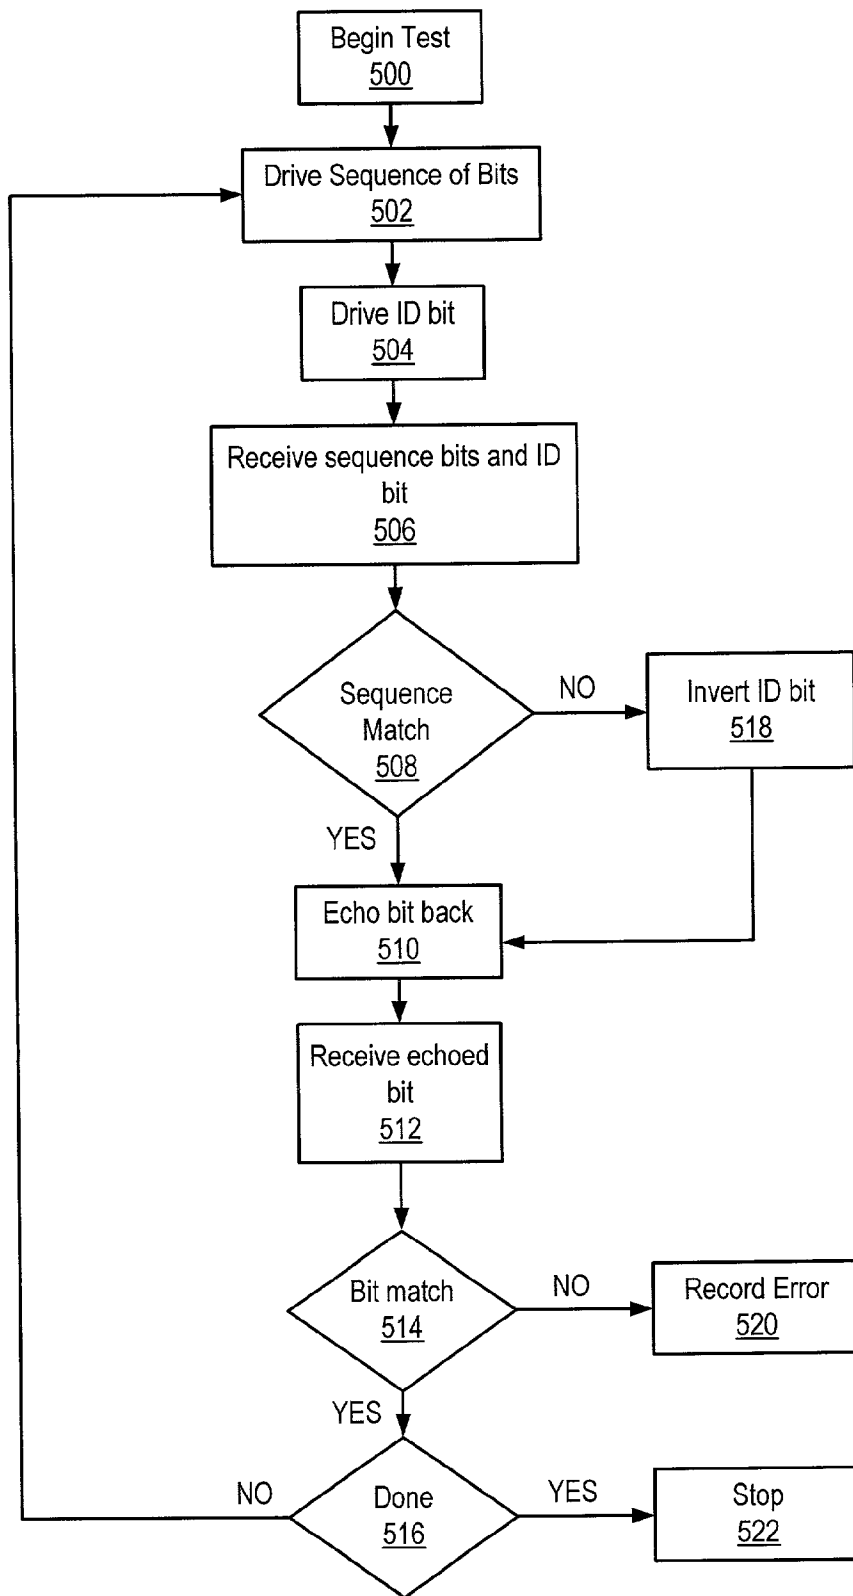 Begin Test
500
Drive Sequence of Bits
502
Drive ID bit
504
Receive sequence bits and ID
bit
506
Sequence
Match
508
NO
Invert ID bit
518
YES
Echo bit back
510
Receive echoed
bit
512
Bit match
514
NO
Record Error
520
YES
NO
Done
516
YES
Stop
522